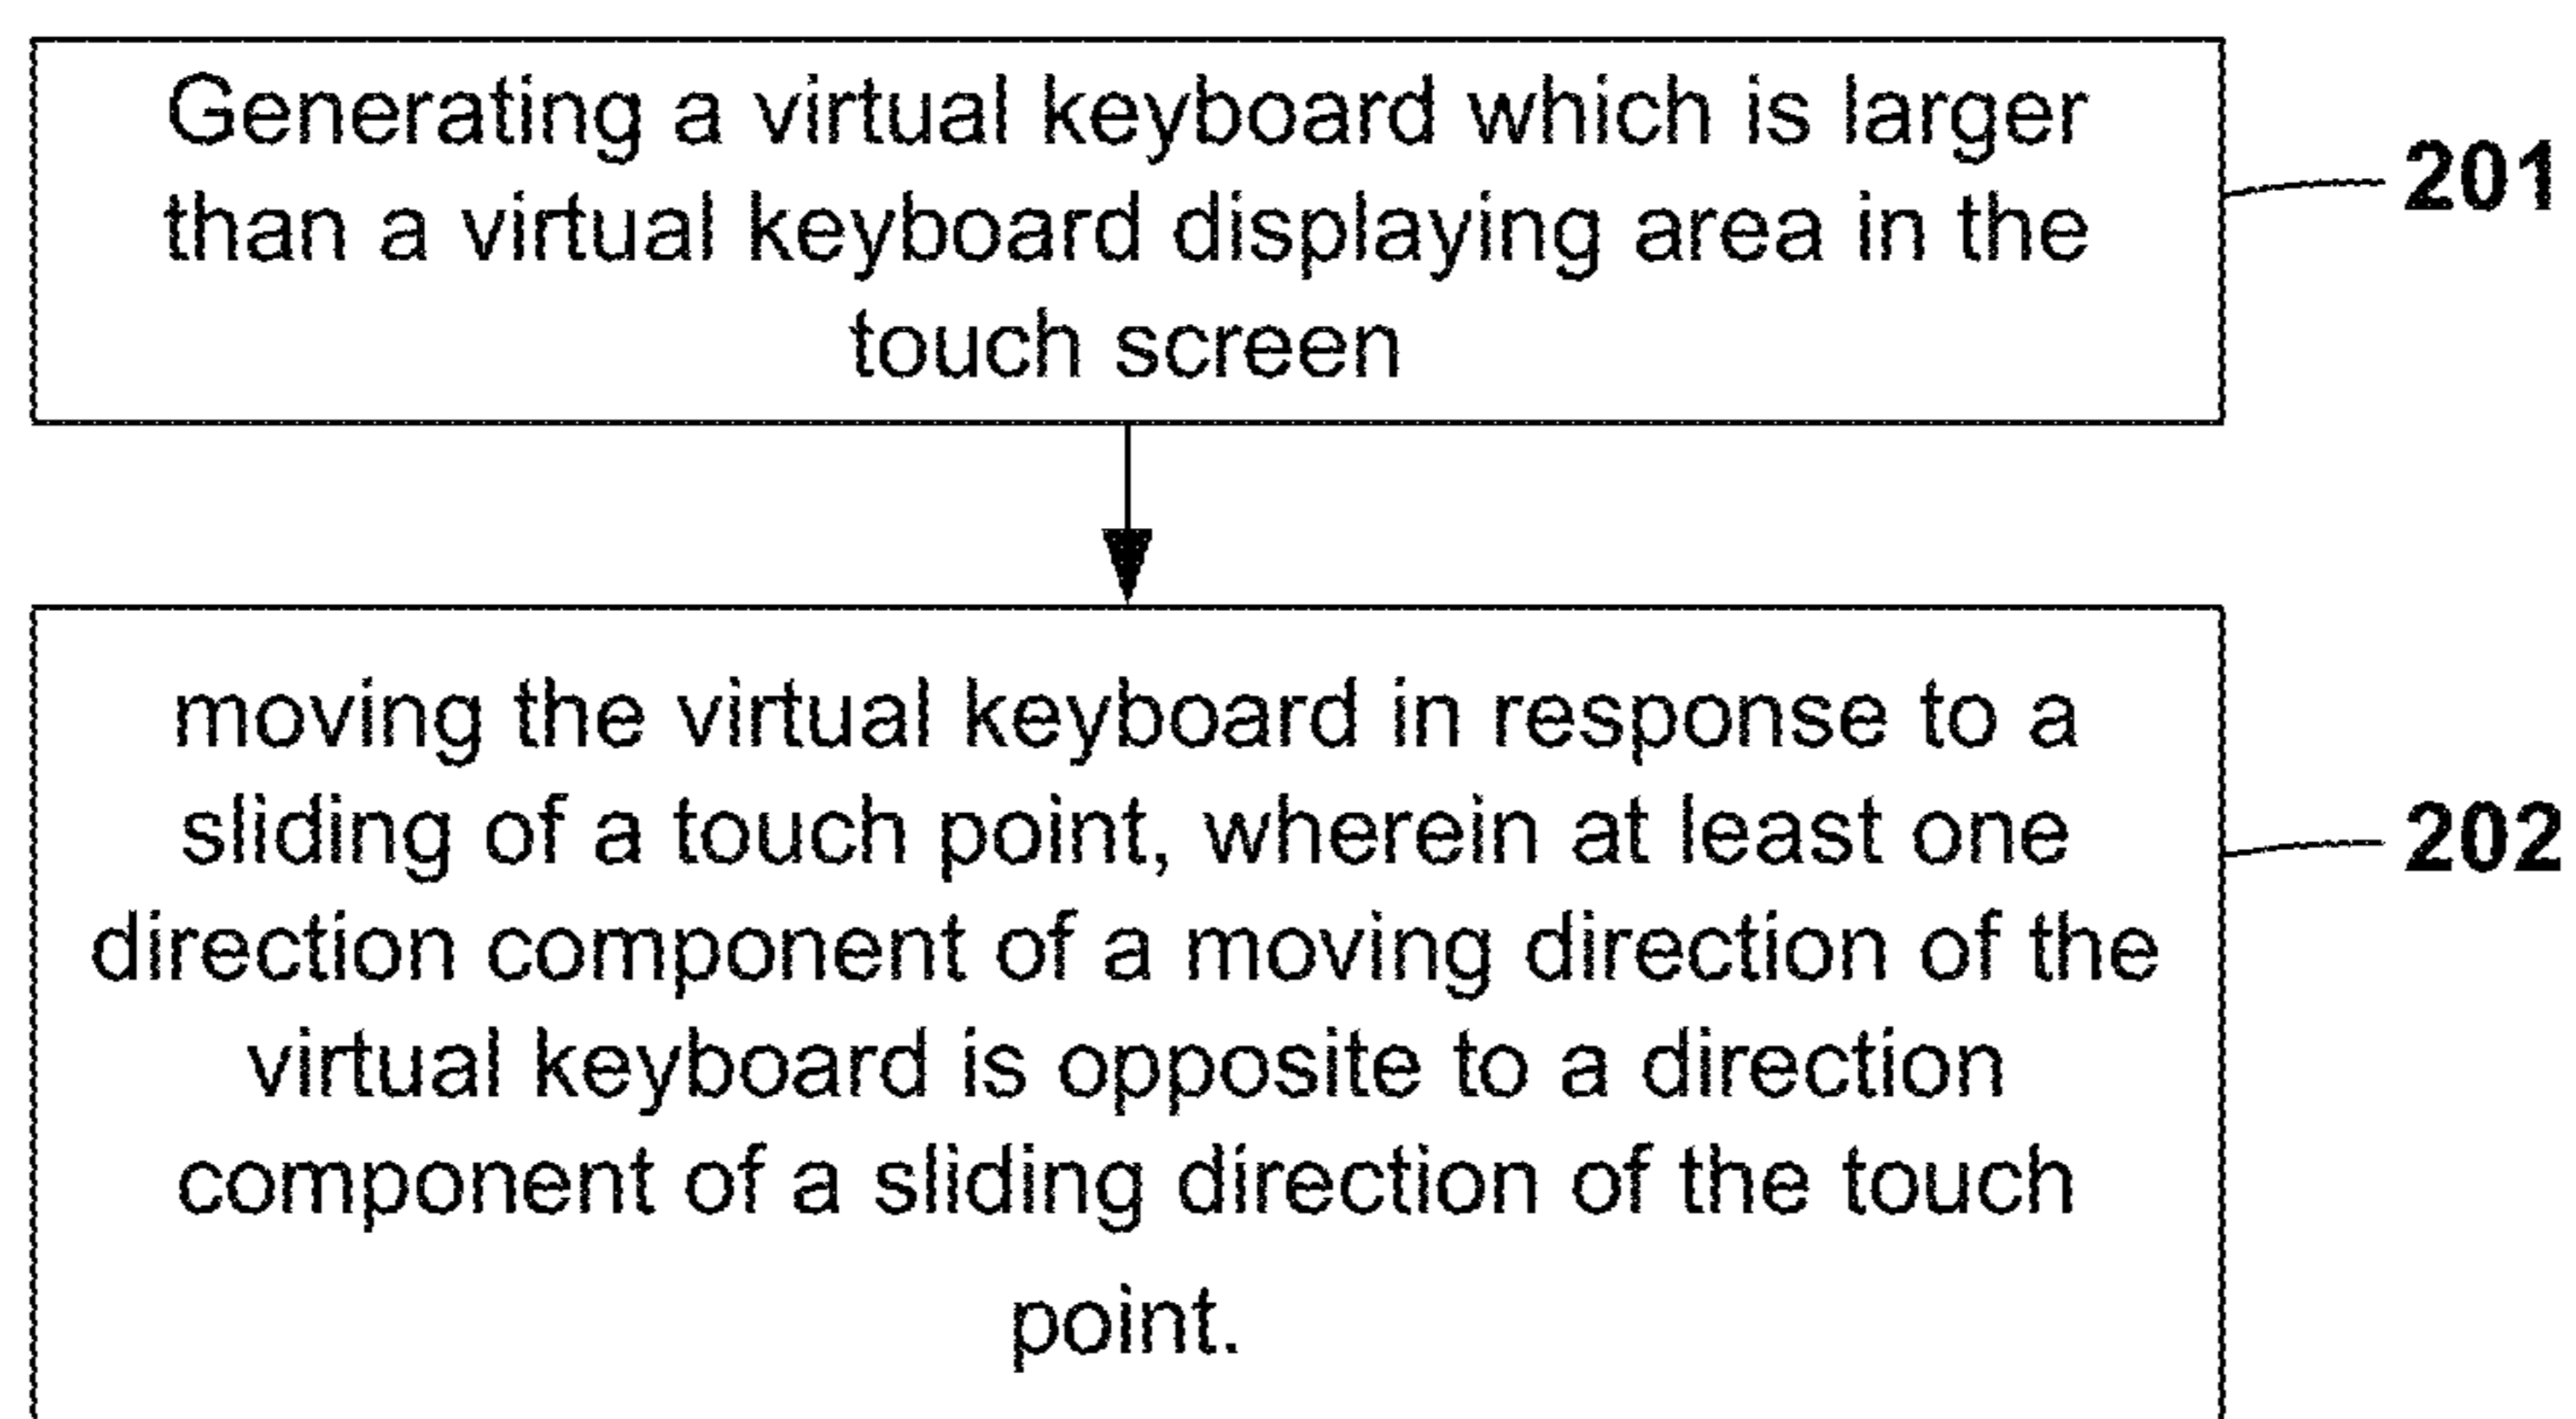 Generating a virtual keyboard which is larger
than a virtual keyboard displaying area in the
touch screen
201
moving the virtual keyboard in response to a
sliding of a touch point, wherein at least one
direction component of a moving direction of the
virtual keyboard is opposite to a direction
component of a sliding direction of the touch
point.
202